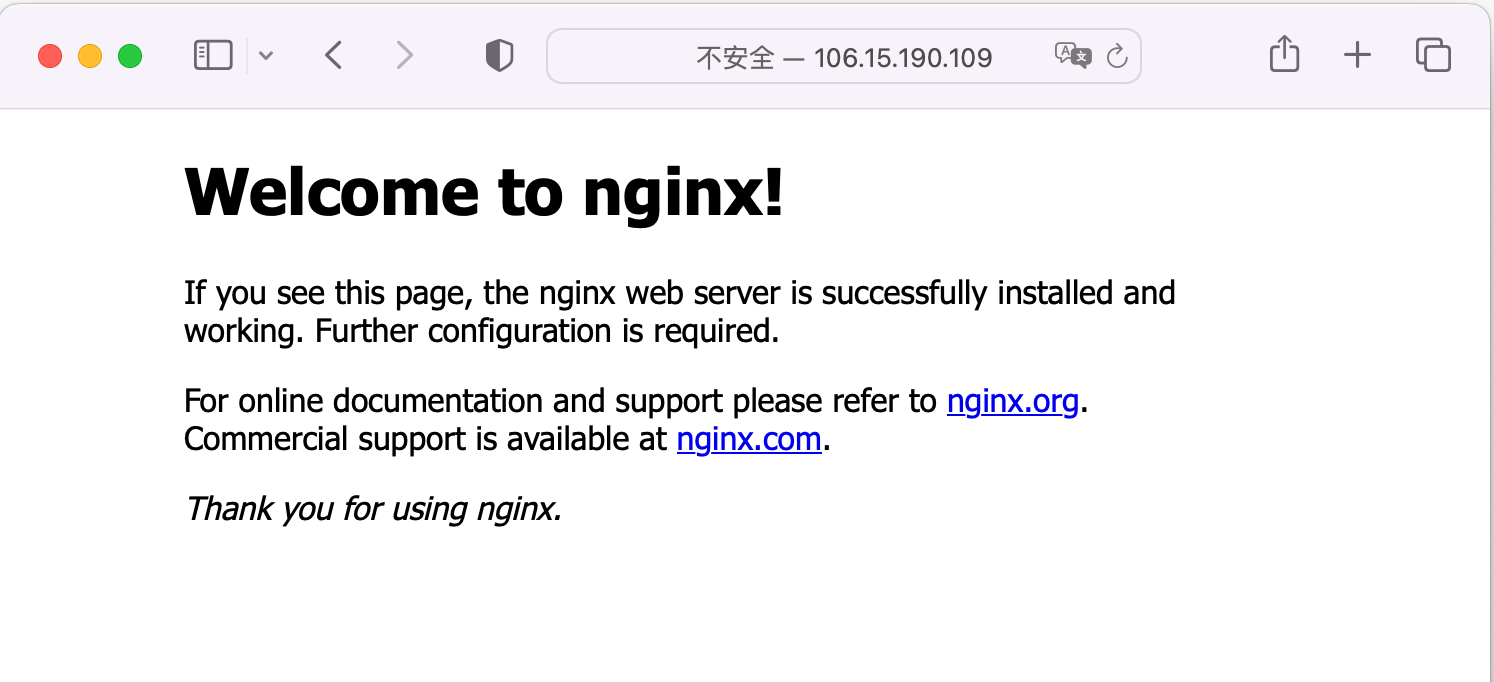 不安全 — 106.15.190.109
Welcome to nginx!
If you see this page, the nginx web server is successfully installed and
working. Further configuration is required.
For online documentation and support please refer to nginx.org.
Commercial support is available at nginx.com.
Thank you for using nginx.